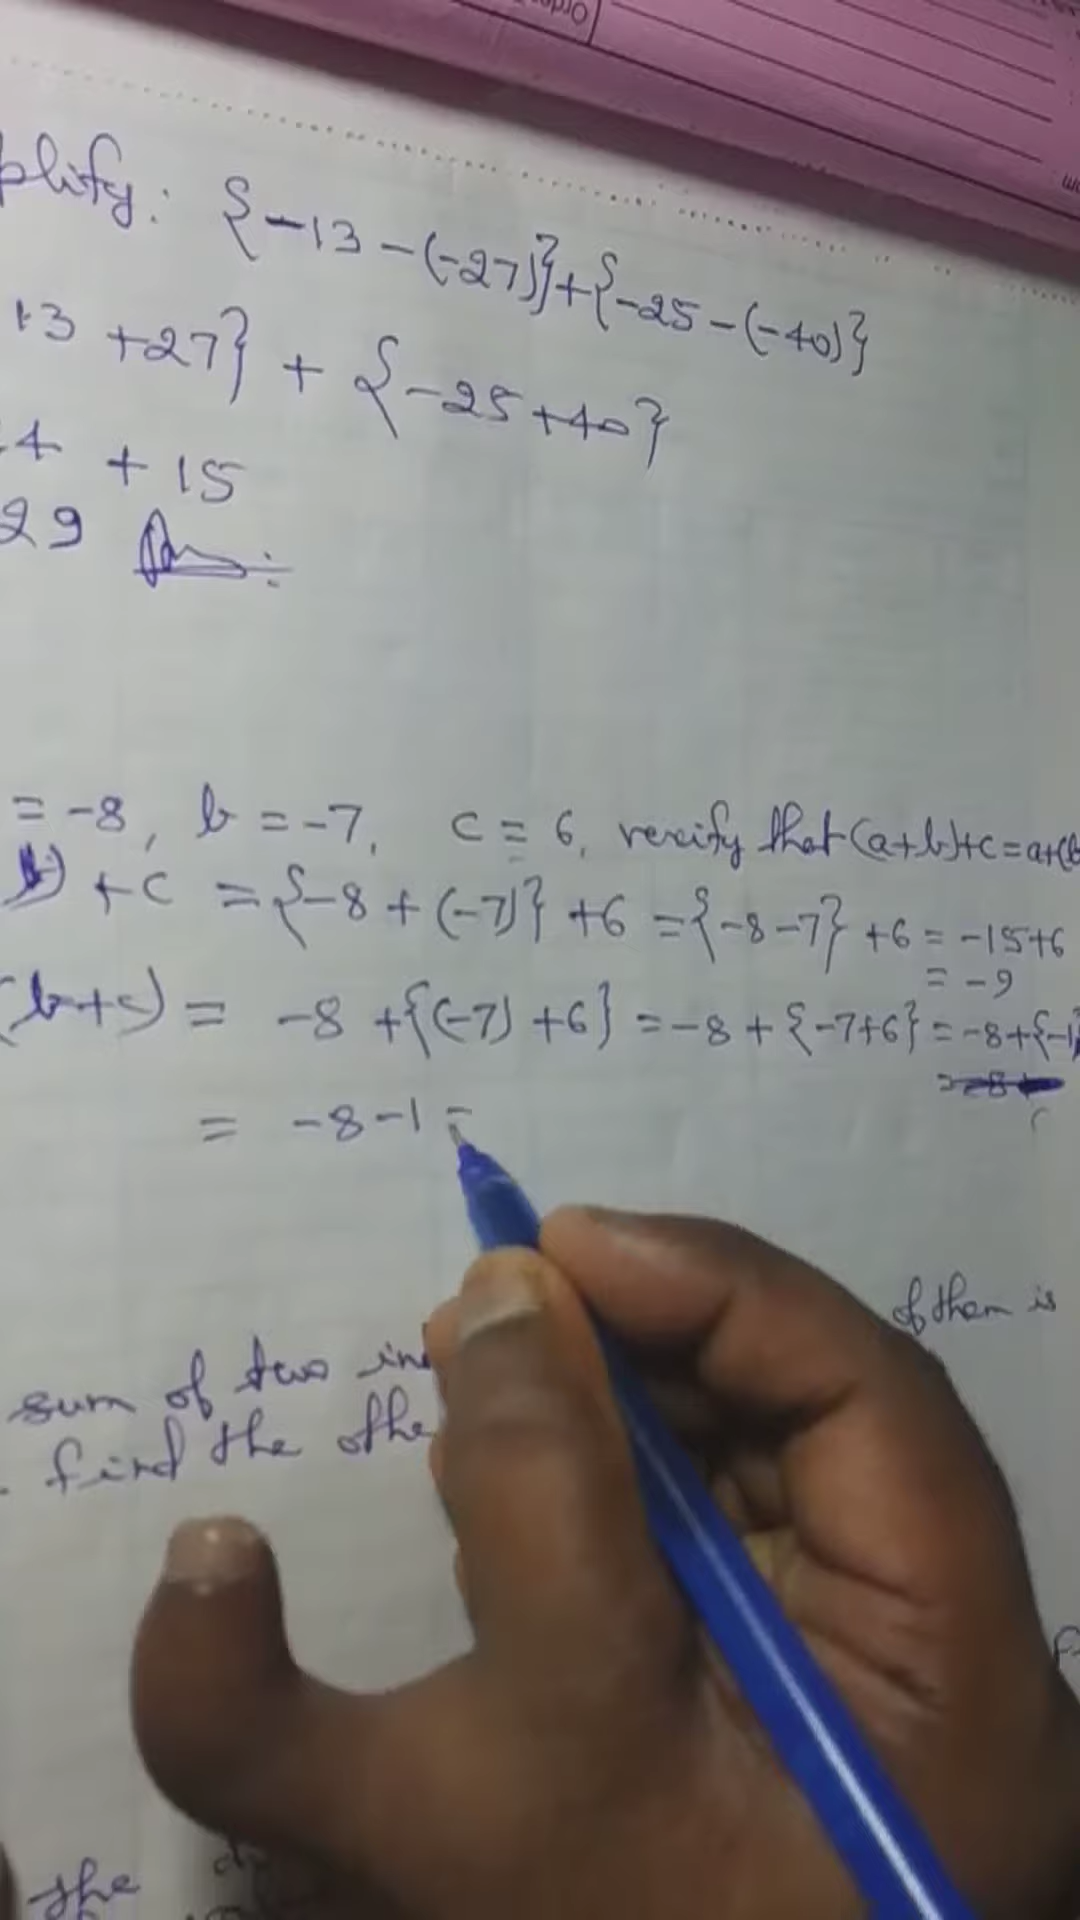 plify: {-13-(-27)}+{-25-(-40)}
13 +27} + {-25+40}
4 + 15
29 Ans:
= -8, b = -7, c = 6, verify that (a+b)+c = a+(b
b) + c = {-8 + (-7)} +6 = {-8-7} +6 = -15+6
= -9
(b+c) = -8 +{(-7) +6} = -8 + {-7+6} = -8+{-1}
= -8-1 =
of them is
sum of two in
. find the othe
the